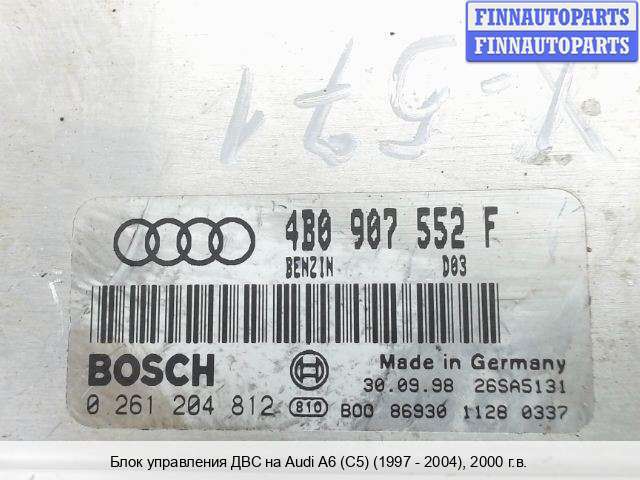 FINNAUTOPARTS
FINNAUTOPARTS
X-571
4B0 907 552 F
BENZIN D03
BOSCH
Made in Germany
30.09.98 26SA5131
0 261 204 812 810 B00 86930 1128 0337
Блок управления ДВС на Audi A6 (C5) (1997 - 2004), 2000 г.в.